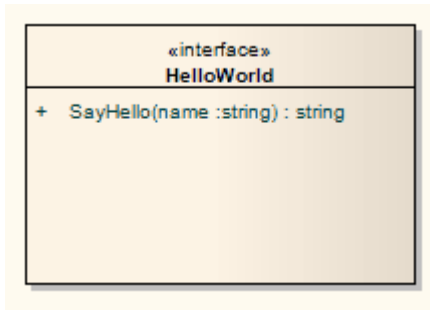 «interface»
HelloWorld
+ SayHello(name :string) : string